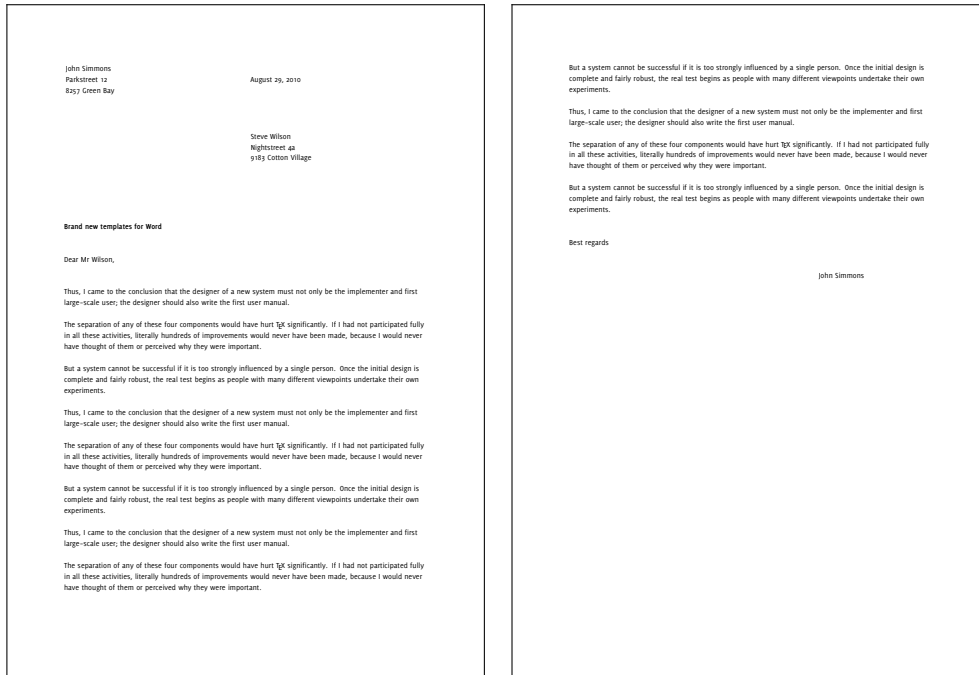 John Simmons
Parkstreet 12
8257 Green Bay
August 29, 2010
Steve Wilson
Nightstreet 4a
9183 Cotton Village
Brand new templates for Word
Dear Mr Wilson,
Thus, I came to the conclusion that the designer of a new system must not only be the implementer and first
large-scale user; the designer should also write the first user manual.
The separation of any of these four components would have hurt TEX significantly. If I had not participated fully
in all these activities, literally hundreds of improvements would never have been made, because I would never
have thought of them or perceived why they were important.
But a system cannot be successful if it is too strongly influenced by a single person. Once the initial design is
complete and fairly robust, the real test begins as people with many different viewpoints undertake their own
experiments.
Thus, I came to the conclusion that the designer of a new system must not only be the implementer and first
large-scale user; the designer should also write the first user manual.
The separation of any of these four components would have hurt TEX significantly. If I had not participated fully
in all these activities, literally hundreds of improvements would never have been made, because I would never
have thought of them or perceived why they were important.
But a system cannot be successful if it is too strongly influenced by a single person. Once the initial design is
complete and fairly robust, the real test begins as people with many different viewpoints undertake their own
experiments.
Thus, I came to the conclusion that the designer of a new system must not only be the implementer and first
large-scale user; the designer should also write the first user manual.
The separation of any of these four components would have hurt TEX significantly. If I had not participated fully
in all these activities, literally hundreds of improvements would never have been made, because I would never
have thought of them or perceived why they were important.
But a system cannot be successful if it is too strongly influenced by a single person. Once the initial design is
complete and fairly robust, the real test begins as people with many different viewpoints undertake their own
experiments.
Thus, I came to the conclusion that the designer of a new system must not only be the implementer and first
large-scale user; the designer should also write the first user manual.
The separation of any of these four components would have hurt TEX significantly. If I had not participated fully
in all these activities, literally hundreds of improvements would never have been made, because I would never
have thought of them or perceived why they were important.
But a system cannot be successful if it is too strongly influenced by a single person. Once the initial design is
complete and fairly robust, the real test begins as people with many different viewpoints undertake their own
experiments.
Best regards
John Simmons